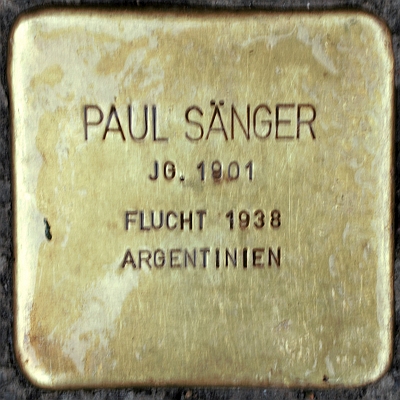 PAUL SÄNGER
JG. 1901
FLUCHT 1938
ARGENTINIEN